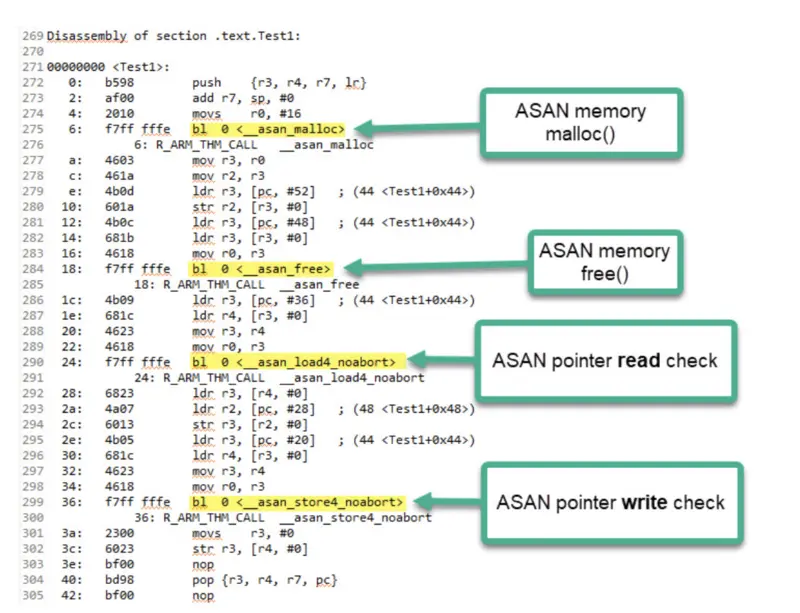 269 Disassembly of section .text.Test1:
270
271 00000000 <Test1>:
272 0: b598 push {r3, r4, r7, lr}
273 2: af00 add r7, sp, #0
274 4: 2010 movs r0, #16
275 6: f7ff fffe bl 0 <__asan_malloc>
276 6: R_ARM_THM_CALL __asan_malloc
277 a: 4603 mov r3, r0
278 c: 461a mov r2, r3
279 e: 4b0d ldr r3, [pc, #52] ; (44 <Test1+0x44>)
280 10: 601a str r2, [r3, #0]
281 12: 4b0c ldr r3, [pc, #48] ; (44 <Test1+0x44>)
282 14: 681b ldr r3, [r3, #0]
283 16: 4618 mov r0, r3
284 18: f7ff fffe bl 0 <__asan_free>
285 18: R_ARM_THM_CALL __asan_free
286 1c: 4b09 ldr r3, [pc, #36] ; (44 <Test1+0x44>)
287 1e: 681c ldr r4, [r3, #0]
288 20: 4623 mov r3, r4
289 22: 4618 mov r0, r3
290 24: f7ff fffe bl 0 <__asan_load4_noabort>
291 24: R_ARM_THM_CALL __asan_load4_noabort
292 28: 6823 ldr r3, [r4, #0]
293 2a: 4a07 ldr r2, [pc, #28] ; (48 <Test1+0x48>)
294 2c: 6013 str r3, [r2, #0]
295 2e: 4b05 ldr r3, [pc, #20] ; (44 <Test1+0x44>)
296 30: 681c ldr r4, [r3, #0]
297 32: 4623 mov r3, r4
298 34: 4618 mov r0, r3
299 36: f7ff fffe bl 0 <__asan_store4_noabort>
300 36: R_ARM_THM_CALL __asan_store4_noabort
301 3a: 2300 movs r3, #0
302 3c: 6023 str r3, [r4, #0]
303 3e: bf00 nop
304 40: bd98 pop {r3, r4, r7, pc}
305 42: bf00 nop
ASAN memory
malloc()
ASAN memory
free()
ASAN pointer read check
ASAN pointer write check